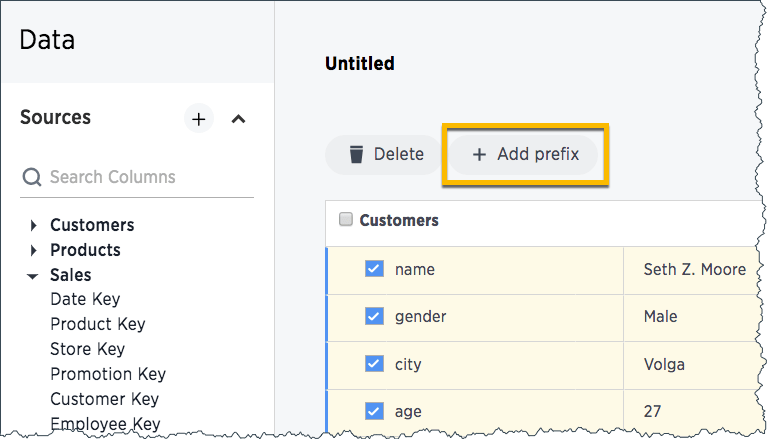 Data
Sources
Search Columns
Customers
Products
Sales
Date Key
Product Key
Store Key
Promotion Key
Customer Key
Employee Key
Untitled
Delete + Add prefix
Customers
name Seth Z. Moore
gender Male
city Volga
age 27